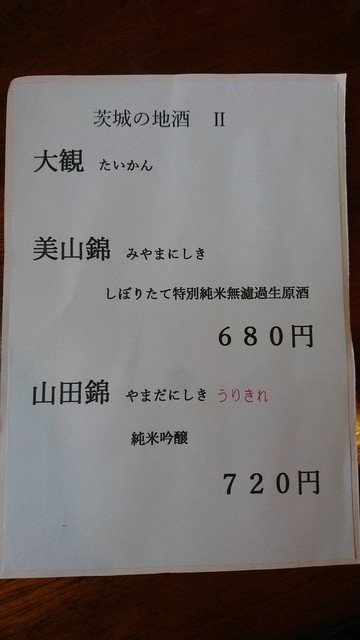 茨城の地酒　Ⅱ
大観　たいかん
美山錦　みやまにしき
しぼりたて特別純米無濾過生原酒
６８０円
山田錦　やまだにしき　うりきれ
純米吟醸
７２０円